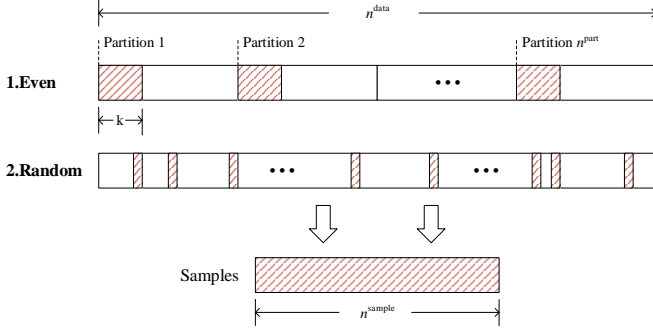 n^data
Partition 1 Partition 2 Partition n^part
1.Even
•••
k
2.Random
••• •••
Samples
n^sample